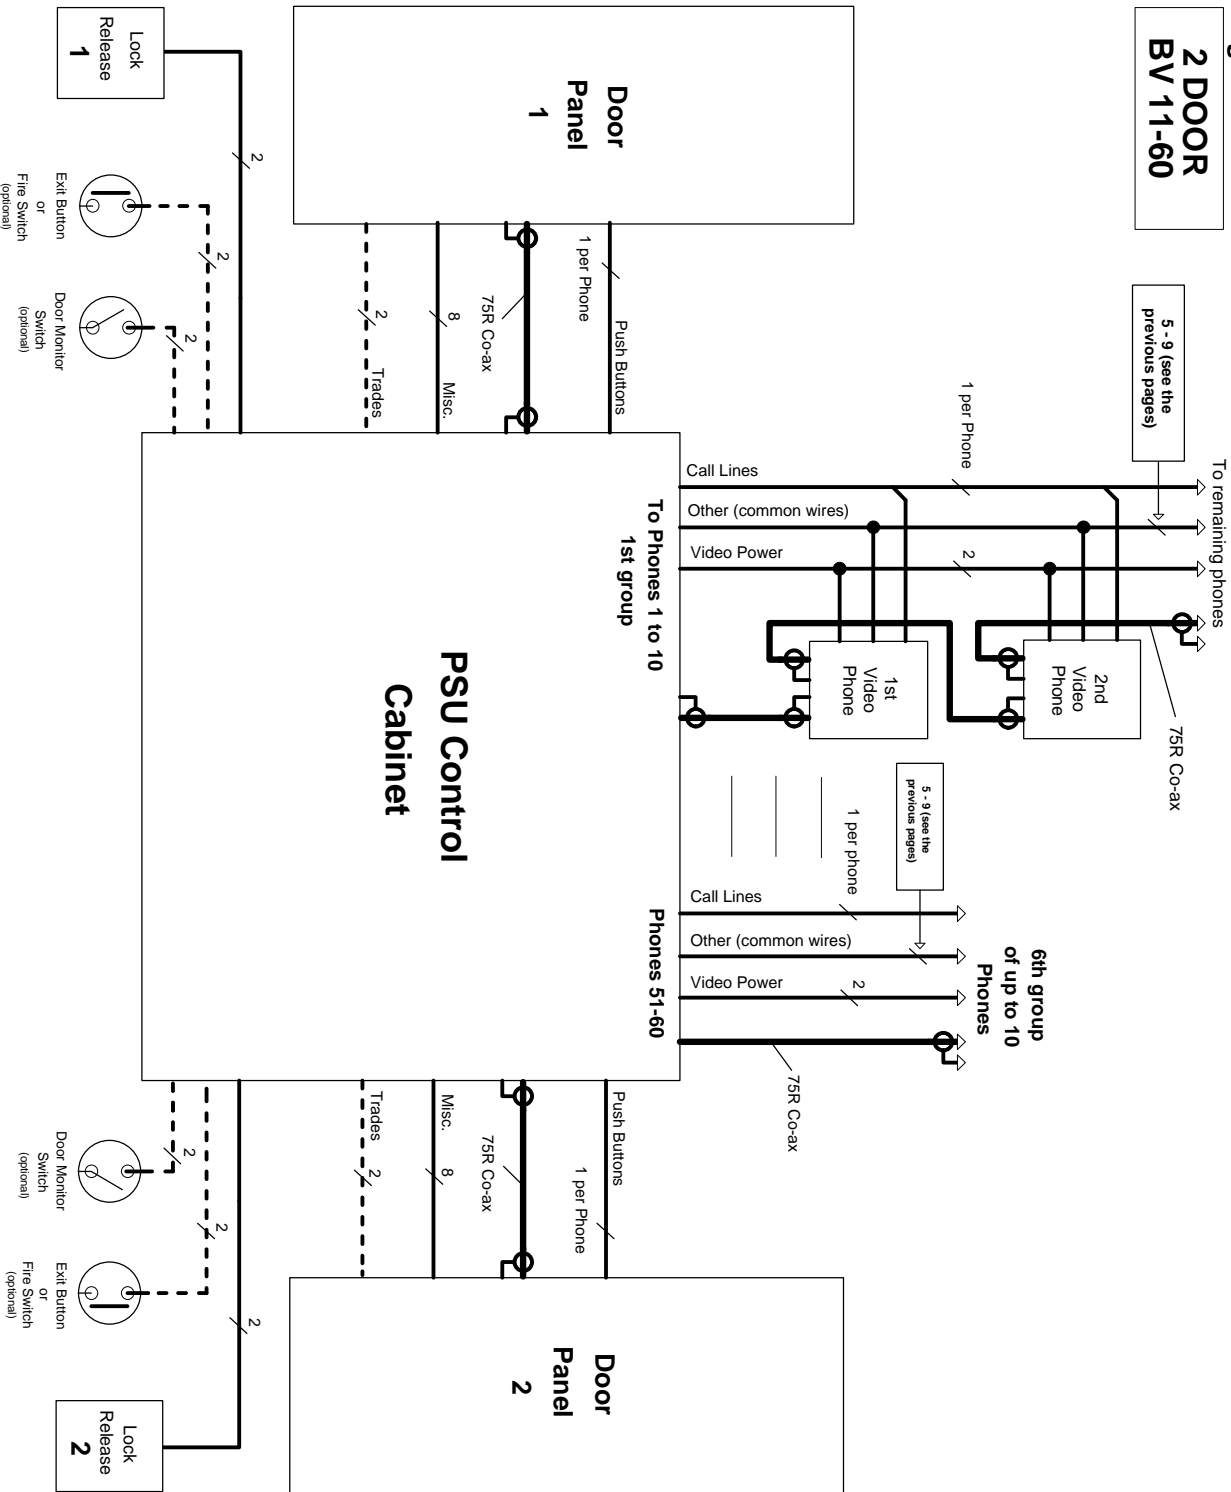 2 DOOR
BV 11-60
Lock
Release
1
Door
Panel
1
2
Exit Button
or
Fire Switch
(optional)
2
Door Monitor
Switch
(optional)
2
Trades
2
Misc.
8
75R Co-ax
Push Buttons
1 per Phone
5 - 9 (see the
previous pages)
To remaining phones
1 per Phone
Call Lines
Other (common wires)
Video Power
2
To Phones 1 to 10
1st group
1st
Video
Phone
2nd
Video
Phone
75R Co-ax
PSU Control
Cabinet
5 - 9 (see the
previous pages)
1 per phone
Call Lines
Other (common wires)
Video Power
2
Phones 51-60
6th group
of up to 10
Phones
75R Co-ax
Push Buttons
1 per Phone
75R Co-ax
Misc.
8
Trades
2
Door Monitor
Switch
(optional)
2
Exit Button
or
Fire Switch
(optional)
2
2
Lock
Release
2
Door
Panel
2